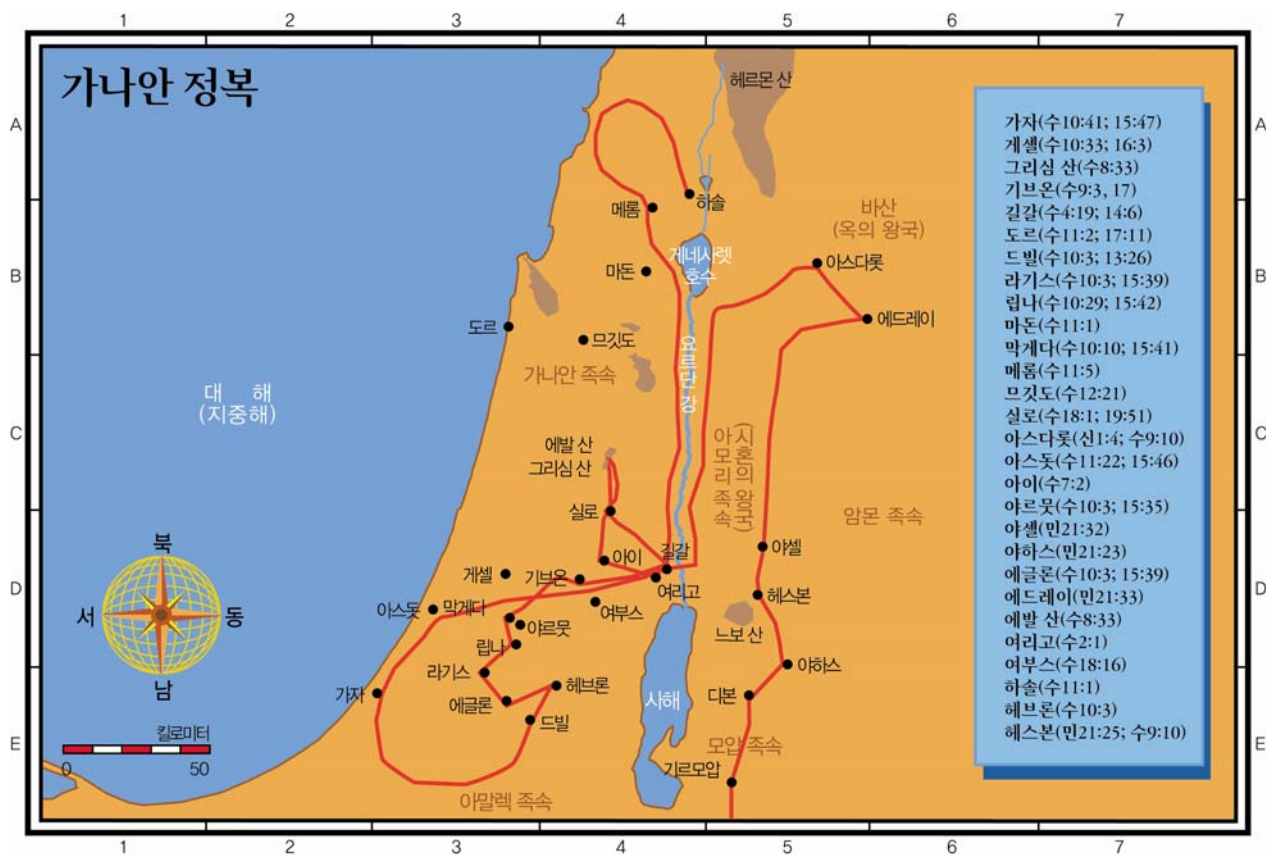 1 2 3 4 5 6 7
가나안 정복
헤르몬 산
A A
하솔
메롬
바산
(옥의 왕국)
게네사렛
호수
아스다롯
마돈
B B
에드레이
도르
므깃도
요르단 강
가나안 족속
대 해
(지중해)
C C
아모리 족속
(시혼의 왕국)
에발 산
그리심 산
실로
암몬 족속
야셀
북
서 동
남
아이
길갈
게셀
기브온
여리고
D D
헤스본
아스돗
막게다
여부스
야르뭇
느보 산
립나
야하스
라기스
헤브론
가자
에글론
사해
디본
드빌
킬로미터
0 50
E E
모압 족속
기르모압
아말렉 족속
1 2 3 4 5 6 7
가자(수10:41; 15:47)
게셀(수10:33; 16:3)
그리심 산(수8:33)
기브온(수9:3, 17)
길갈(수4:19; 14:6)
도르(수11:2; 17:11)
드빌(수10:3; 13:26)
라기스(수10:3; 15:39)
립나(수10:29; 15:42)
마돈(수11:1)
막게다(수10:10; 15:41)
메롬(수11:5)
므깃도(수12:21)
실로(수18:1; 19:51)
아스다롯(신1:4; 수9:10)
아스돗(수11:22; 15:46)
아이(수7:2)
야르뭇(수10:3; 15:35)
야셀(민21:32)
야하스(민21:23)
에글론(수10:3; 15:39)
에드레이(민21:33)
에발 산(수8:33)
여리고(수2:1)
여부스(수18:16)
하솔(수11:1)
헤브론(수10:3)
헤스본(민21:25; 수9:10)